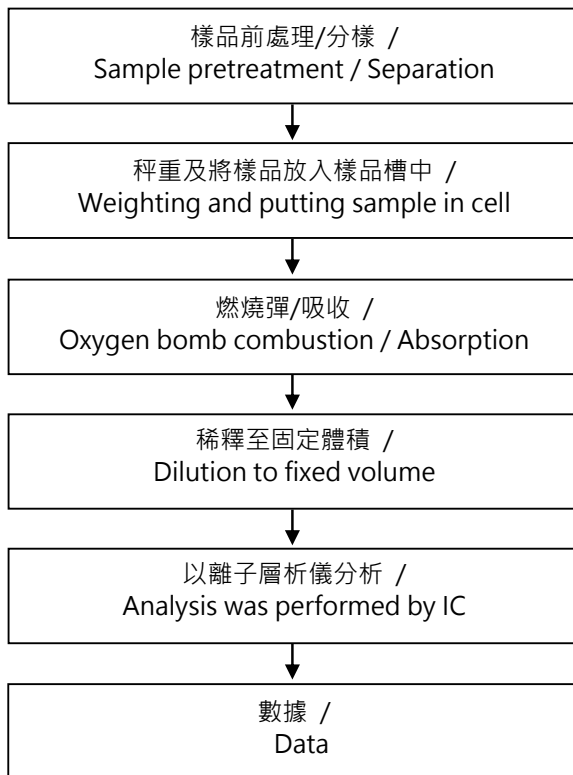 樣品前處理/分樣 /
Sample pretreatment / Separation
秤重及將樣品放入樣品槽中 /
Weighting and putting sample in cell
燃燒彈/吸收 /
Oxygen bomb combustion / Absorption
稀釋至固定體積 /
Dilution to fixed volume
以離子層析儀分析 /
Analysis was performed by IC
數據 /
Data